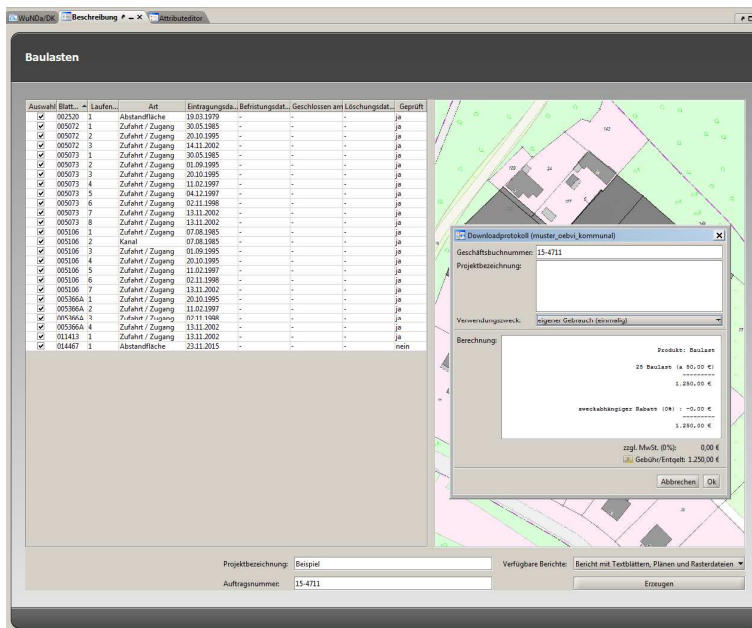 WuNDa/DK Beschreibung Attributeditor
Baulasten
Auswahl Blatt... Laufen... Art Eintragungsda... Befristungsdat... Geschlossen am Löschungsdat... Geprüft
002520 1 Abstandfläche 19.03.1979 - - - ja
005072 1 Zufahrt / Zugang 30.05.1985 - - - ja
005072 2 Zufahrt / Zugang 20.10.1995 - - - ja
005072 3 Zufahrt / Zugang 14.11.2002 - - - ja
005073 1 Zufahrt / Zugang 30.05.1985 - - - ja
005073 2 Zufahrt / Zugang 01.09.1995 - - - ja
005073 3 Zufahrt / Zugang 20.10.1995 - - - ja
005073 4 Zufahrt / Zugang 11.02.1997 - - - ja
005073 5 Zufahrt / Zugang 04.12.1997 - - - ja
005073 6 Zufahrt / Zugang 02.11.1998 - - - ja
005073 7 Zufahrt / Zugang 13.11.2002 - - - ja
005073 8 Zufahrt / Zugang 13.11.2002 - - - ja
005106 1 Zufahrt / Zugang 07.08.1985 - - - ja
005106 2 Kanal 07.08.1985 - - - ja
005106 3 Zufahrt / Zugang 01.09.1995 - - - ja
005106 4 Zufahrt / Zugang 20.10.1995 - - - ja
005106 5 Zufahrt / Zugang 11.02.1997 - - - ja
005106 6 Zufahrt / Zugang 02.11.1998 - - - ja
005106 7 Zufahrt / Zugang 13.11.2002 - - - ja
005366A 1 Zufahrt / Zugang 20.10.1995 - - - ja
005366A 2 Zufahrt / Zugang 11.02.1997 - - - ja
005366A 3 Zufahrt / Zugang 02.11.1998 - - - ja
005366A 4 Zufahrt / Zugang 13.11.2002 - - - ja
011413 1 Zufahrt / Zugang 13.11.2002 - - - ja
014467 1 Abstandfläche 23.11.2015 - - - nein
Downloadprotokoll (muster_oebvi_kommunal)
Geschäftsbuchnummer: 15-4711
Projektbezeichnung:
Verwendungszweck: eigener Gebrauch (einmalig)
Berechnung:
Produkt: Baulast
25 Baulast (a 50,00 €)
---------
1.250,00 €
zweckabhängiger Rabatt (0%) : -0,00 €
---------
1.250,00 €
zzgl. MwSt. (0%): 0,00 €
Gebühr/Entgelt: 1.250,00 €
Abbrechen Ok
Projektbezeichnung: Beispiel Verfügbare Berichte: Bericht mit Textblättern, Plänen und Rasterdateien
Auftragsnummer: 15-4711 Erzeugen